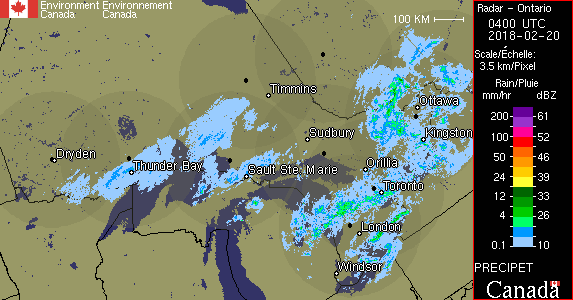 Environment Environnement
Canada Canada
100 KM
Timmins
Ottawa
Sudbury
Kingston
Dryden
Thunder Bay
Sault Ste. Marie
Orillia
Toronto
London
Windsor
Radar - Ontario
0400 UTC
2018-02-20
Scale/Échelle:
3.5 km/Pixel
Rain/Pluie
mm/hr dBZ
200 61
100 52
50 46
24 39
12 33
4 26
0.1 10
PRECIPET
Canada